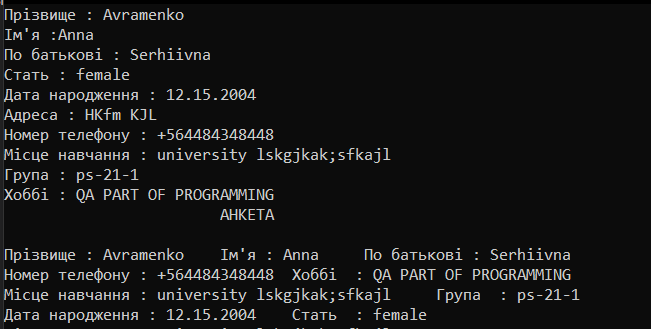 Прізвище : Avramenko
Ім'я :Anna
По батькові : Serhiivna
Стать : female
Дата народження : 12.15.2004
Адреса : HKfm KJL
Номер телефону : +564484348448
Місце навчання : university lskgjkak;sfkajl
Група : ps-21-1
Хоббі : QA PART OF PROGRAMMING
АНКЕТА
Прізвище : Avramenko    Ім'я : Anna     По батькові : Serhiivna
Номер телефону : +564484348448  Хоббі  : QA PART OF PROGRAMMING
Місце навчання : university lskgjkak;sfkajl     Група  : ps-21-1
Дата народження : 12.15.2004    Стать  : female